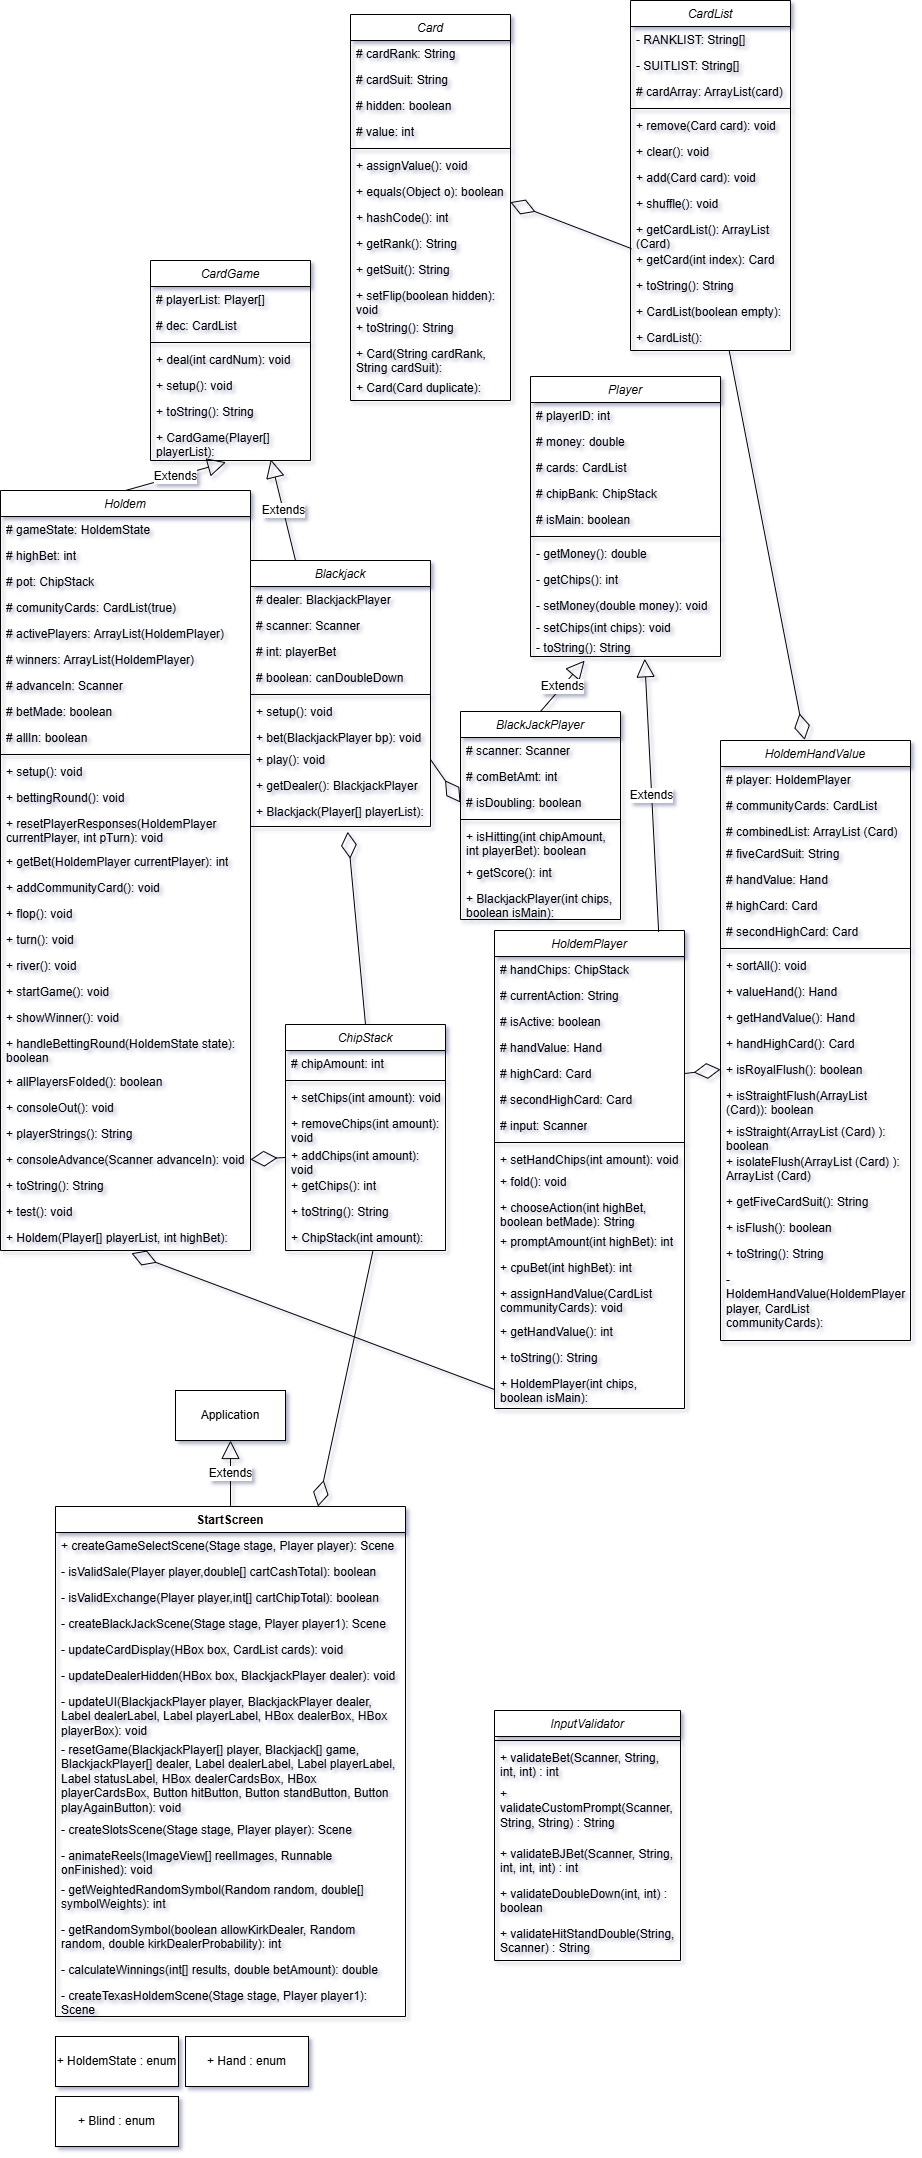 Card
# cardRank: String
# cardSuit: String
# hidden: boolean
# value: int
+ assignValue(): void
+ equals(Object o): boolean
+ hashCode(): int
+ getRank(): String
+ getSuit(): String
+ setFlip(boolean hidden):
void
+ toString(): String
+ Card(String cardRank,
String cardSuit):
+ Card(Card duplicate):
CardList
- RANKLIST: String[]
- SUITLIST: String[]
# cardArray: ArrayList(card)
+ remove(Card card): void
+ clear(): void
+ add(Card card): void
+ shuffle(): void
+ getCardList(): ArrayList
(Card)
+ getCard(int index): Card
+ toString(): String
+ CardList(boolean empty):
+ CardList():
CardGame
# playerList: Player[]
# dec: CardList
+ deal(int cardNum): void
+ setup(): void
+ toString(): String
+ CardGame(Player[]
playerList):
Extends
Extends
Player
# playerID: int
# money: double
# cards: CardList
# chipBank: ChipStack
# isMain: boolean
- getMoney(): double
- getChips(): int
- setMoney(double money): void
- setChips(int chips): void
- toString(): String
Extends
Extends
Holdem
# gameState: HoldemState
# highBet: int
# pot: ChipStack
# comunityCards: CardList(true)
# activePlayers: ArrayList(HoldemPlayer)
# winners: ArrayList(HoldemPlayer)
# advanceIn: Scanner
# betMade: boolean
# allIn: boolean
+ setup(): void
+ bettingRound(): void
+ resetPlayerResponses(HoldemPlayer
currentPlayer, int pTurn): void
+ getBet(HoldemPlayer currentPlayer): int
+ addCommunityCard(): void
+ flop(): void
+ turn(): void
+ river(): void
+ startGame(): void
+ showWinner(): void
+ handleBettingRound(HoldemState state):
boolean
+ allPlayersFolded(): boolean
+ consoleOut(): void
+ playerStrings(): String
+ consoleAdvance(Scanner advanceIn): void
+ toString(): String
+ test(): void
+ Holdem(Player[] playerList, int highBet):
Blackjack
# dealer: BlackjackPlayer
# scanner: Scanner
# int: playerBet
# boolean: canDoubleDown
+ setup(): void
+ bet(BlackjackPlayer bp): void
+ play(): void
+ getDealer(): BlackjackPlayer
+ Blackjack(Player[] playerList):
BlackJackPlayer
# scanner: Scanner
# comBetAmt: int
# isDoubling: boolean
+ isHitting(int chipAmount,
int playerBet): boolean
+ getScore(): int
+ BlackjackPlayer(int chips,
boolean isMain):
HoldemHandValue
# player: HoldemPlayer
# communityCards: CardList
# combinedList: ArrayList (Card)
# fiveCardSuit: String
# handValue: Hand
# highCard: Card
# secondHighCard: Card
+ sortAll(): void
+ valueHand(): Hand
+ getHandValue(): Hand
+ handHighCard(): Card
+ isRoyalFlush(): boolean
+ isStraightFlush(ArrayList
(Card)): boolean
+ isStraight(ArrayList (Card) ):
boolean
+ isolateFlush(ArrayList (Card) ):
ArrayList (Card)
+ getFiveCardSuit(): String
+ isFlush(): boolean
+ toString(): String
-
HoldemHandValue(HoldemPlayer
player, CardList
communityCards):
HoldemPlayer
# handChips: ChipStack
# currentAction: String
# isActive: boolean
# handValue: Hand
# highCard: Card
# secondHighCard: Card
# input: Scanner
+ setHandChips(int amount): void
+ fold(): void
+ chooseAction(int highBet,
boolean betMade): String
+ promptAmount(int highBet): int
+ cpuBet(int highBet): int
+ assignHandValue(CardList
communityCards): void
+ getHandValue(): int
+ toString(): String
+ HoldemPlayer(int chips,
boolean isMain):
ChipStack
# chipAmount: int
+ setChips(int amount): void
+ removeChips(int amount):
void
+ addChips(int amount):
void
+ getChips(): int
+ toString(): String
+ ChipStack(int amount):
Application
Extends
StartScreen
+ createGameSelectScene(Stage stage, Player player): Scene
- isValidSale(Player player,double[] cartCashTotal): boolean
- isValidExchange(Player player,int[] cartChipTotal): boolean
- createBlackJackScene(Stage stage, Player player1): Scene
- updateCardDisplay(HBox box, CardList cards): void
- updateDealerHidden(HBox box, BlackjackPlayer dealer): void
- updateUI(BlackjackPlayer player, BlackjackPlayer dealer,
Label dealerLabel, Label playerLabel, HBox dealerBox, HBox
playerBox): void
- resetGame(BlackjackPlayer[] player, Blackjack[] game,
BlackjackPlayer[] dealer, Label dealerLabel, Label playerLabel,
Label statusLabel, HBox dealerCardsBox, HBox
playerCardsBox, Button hitButton, Button standButton, Button
playAgainButton): void
- createSlotsScene(Stage stage, Player player): Scene
- animateReels(ImageView[] reelImages, Runnable
onFinished): void
- getWeightedRandomSymbol(Random random, double[]
symbolWeights): int
- getRandomSymbol(boolean allowKirkDealer, Random
random, double kirkDealerProbability): int
- calculateWinnings(int[] results, double betAmount): double
- createTexasHoldemScene(Stage stage, Player player1):
Scene
InputValidator
+ validateBet(Scanner, String,
int, int) : int
+
validateCustomPrompt(Scanner,
String, String) : String
+ validateBJBet(Scanner, String,
int, int, int) : int
+ validateDoubleDown(int, int) :
boolean
+ validateHitStandDouble(String,
Scanner) : String
+ HoldemState : enum
+ Hand : enum
+ Blind : enum